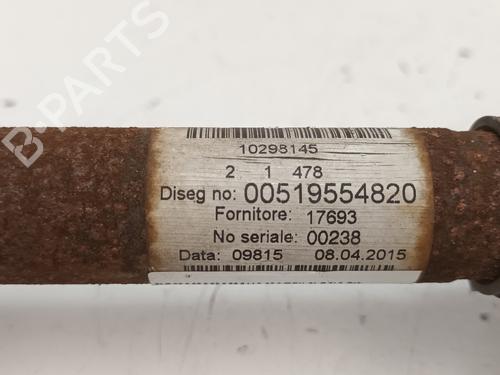 10298145
2 1 478
Diseg no: 00519554820
Fornitore: 17693
No seriale: 00238
Data: 09815 08.04.2015
B-PARTS